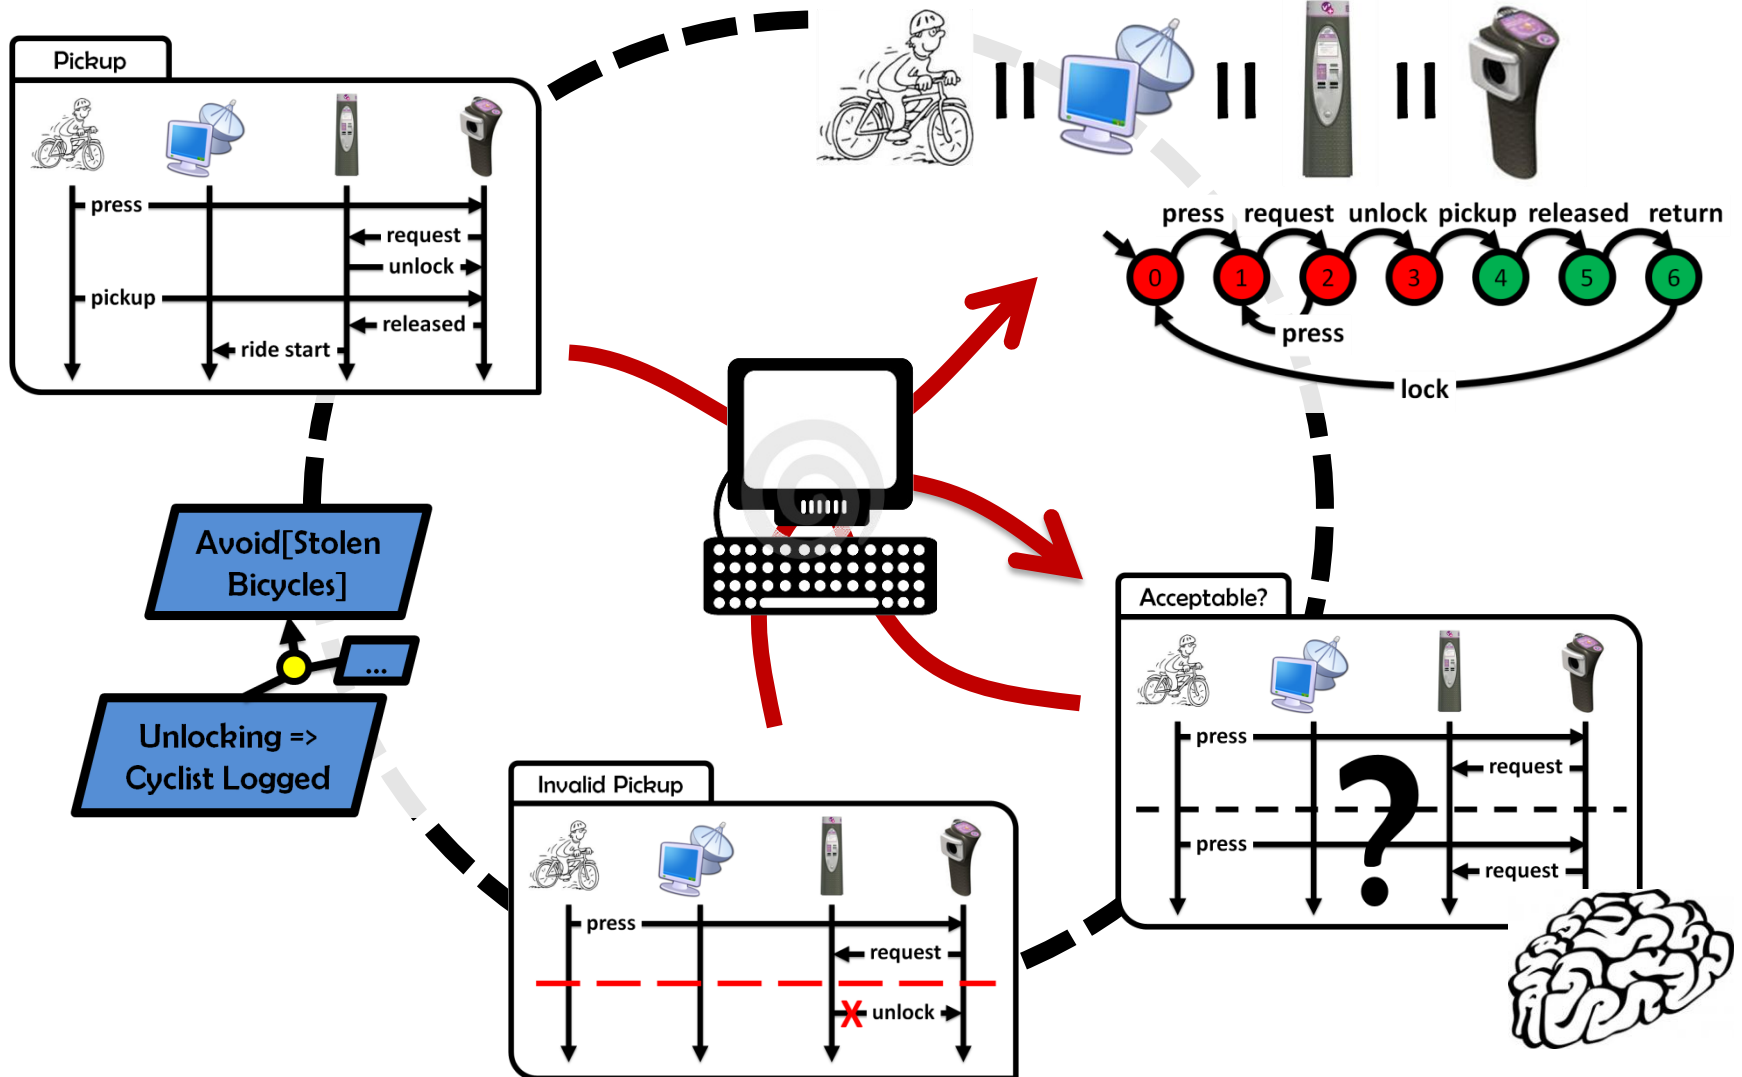 Pickup
press
request
unlock
pickup
released
ride start
press request unlock pickup released return
0 1 2 3 4 5 6
press
lock
Avoid[Stolen
Bicycles]
...
Unlocking =>
Cyclist Logged
Invalid Pickup
press
request
X unlock
Acceptable?
press
request
?
press
request